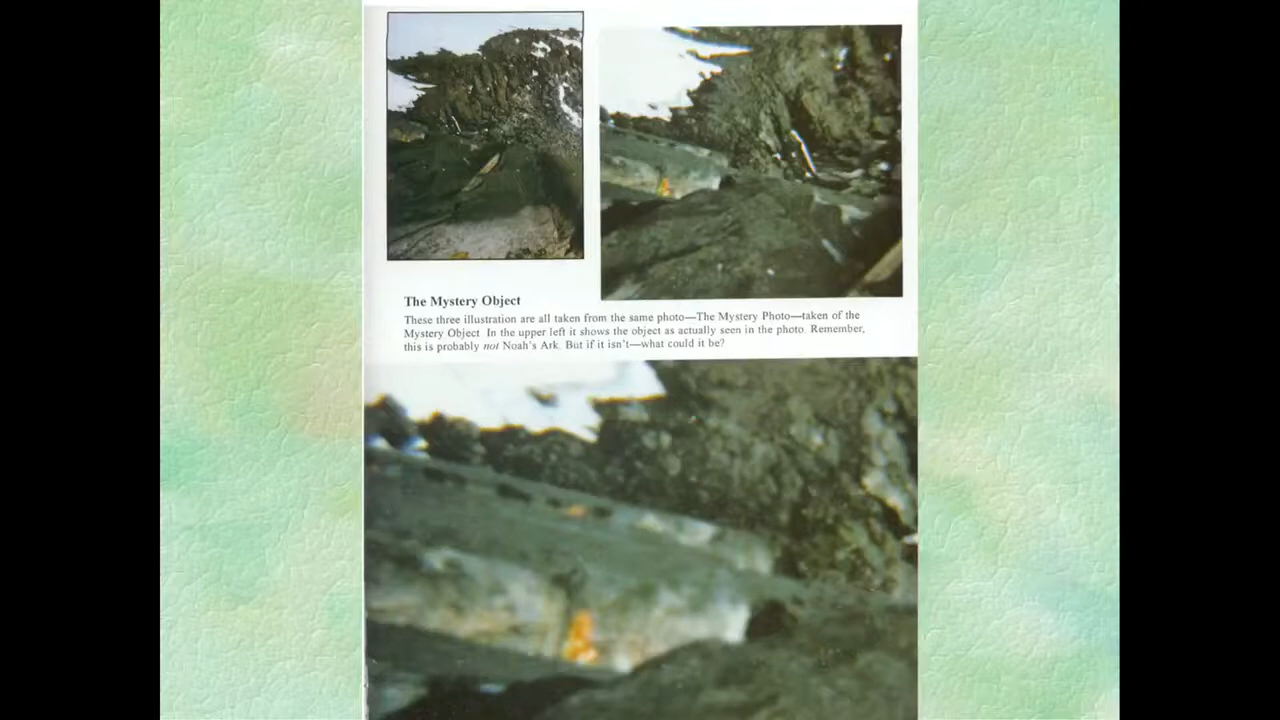 The Mystery Object
These three illustration are all taken from the same photo—The Mystery Photo—taken of the
Mystery Object. In the upper left it shows the object as actually seen in the photo. Remember,
this is probably not Noah's Ark. But if it isn't—what could it be?